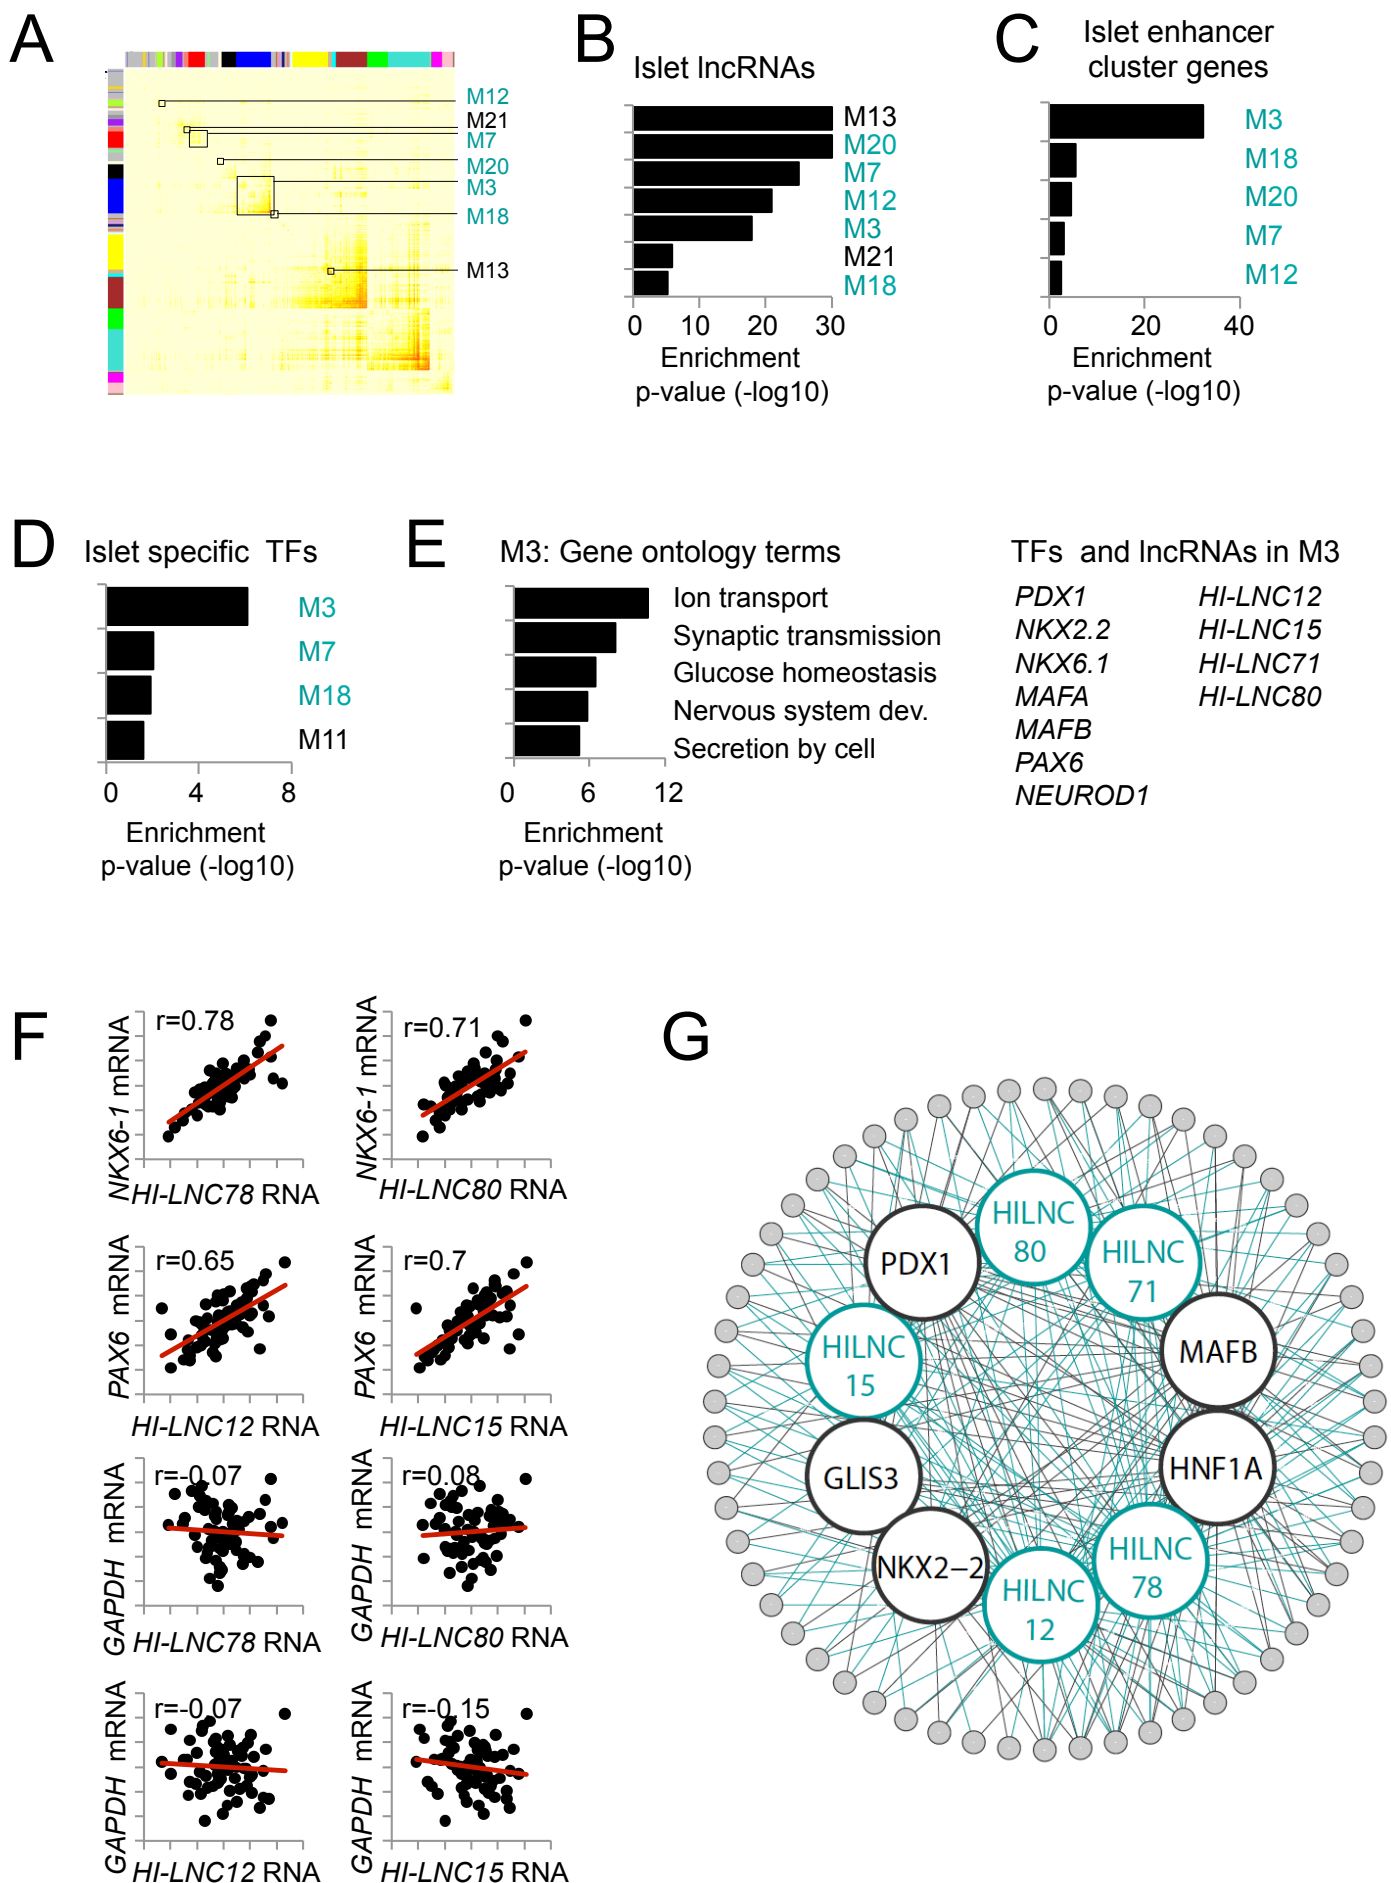 A
M12
M21
M7
M20
M3
M18
M13
B
Islet lncRNAs
M13
M20
M7
M12
M3
M21
M18
0 10 20 30
Enrichment
p-value (-log10)
C
Islet enhancer
cluster genes
M3
M18
M20
M7
M12
0 20 40
Enrichment
p-value (-log10)
D
Islet specific TFs
M3
M7
M18
M11
0 4 8
Enrichment
p-value (-log10)
E
M3: Gene ontology terms
Ion transport
Synaptic transmission
Glucose homeostasis
Nervous system dev.
Secretion by cell
0 6 12
Enrichment
p-value (-log10)
TFs and lncRNAs in M3
PDX1 HI-LNC12
NKX2.2 HI-LNC15
NKX6.1 HI-LNC71
MAFA HI-LNC80
MAFB
PAX6
NEUROD1
F
NKX6-1 mRNA
r=0.78
HI-LNC78 RNA
NKX6-1 mRNA
r=0.71
HI-LNC80 RNA
PAX6 mRNA
r=0.65
HI-LNC12 RNA
PAX6 mRNA
r=0.7
HI-LNC15 RNA
GAPDH mRNA
r=-0.07
HI-LNC78 RNA
GAPDH mRNA
r=0.08
HI-LNC80 RNA
GAPDH mRNA
r=-0.07
HI-LNC12 RNA
GAPDH mRNA
r=-0.15
HI-LNC15 RNA
G
HILNC
80
PDX1
HILNC
71
HILNC
15
MAFB
GLIS3
HNF1A
NKX2-2
HILNC
78
HILNC
12